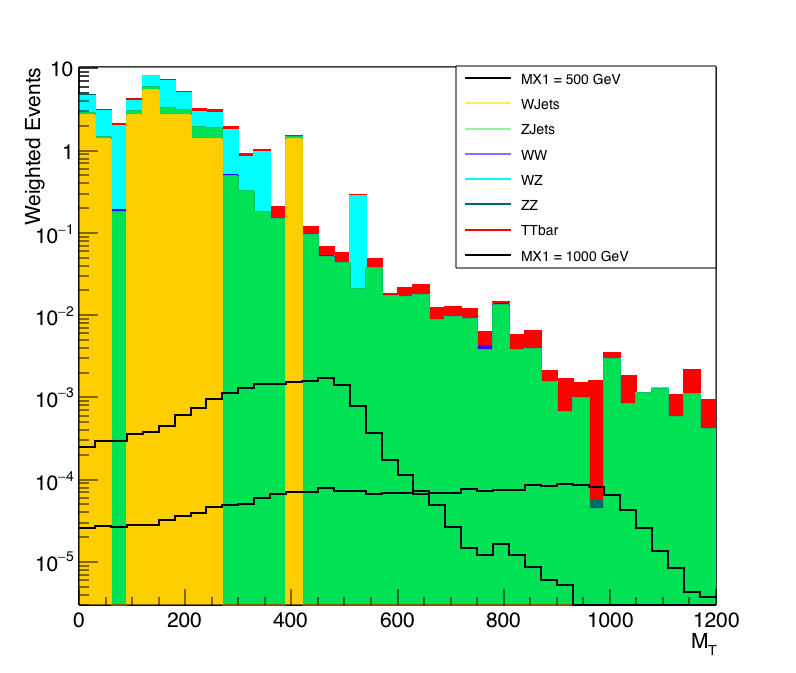 Weighted Events
10
1
10^-1
10^-2
10^-3
10^-4
10^-5
MX1 = 500 GeV
WJets
ZJets
WW
WZ
ZZ
TTbar
MX1 = 1000 GeV
0 200 400 600 800 1000 1200
M_T